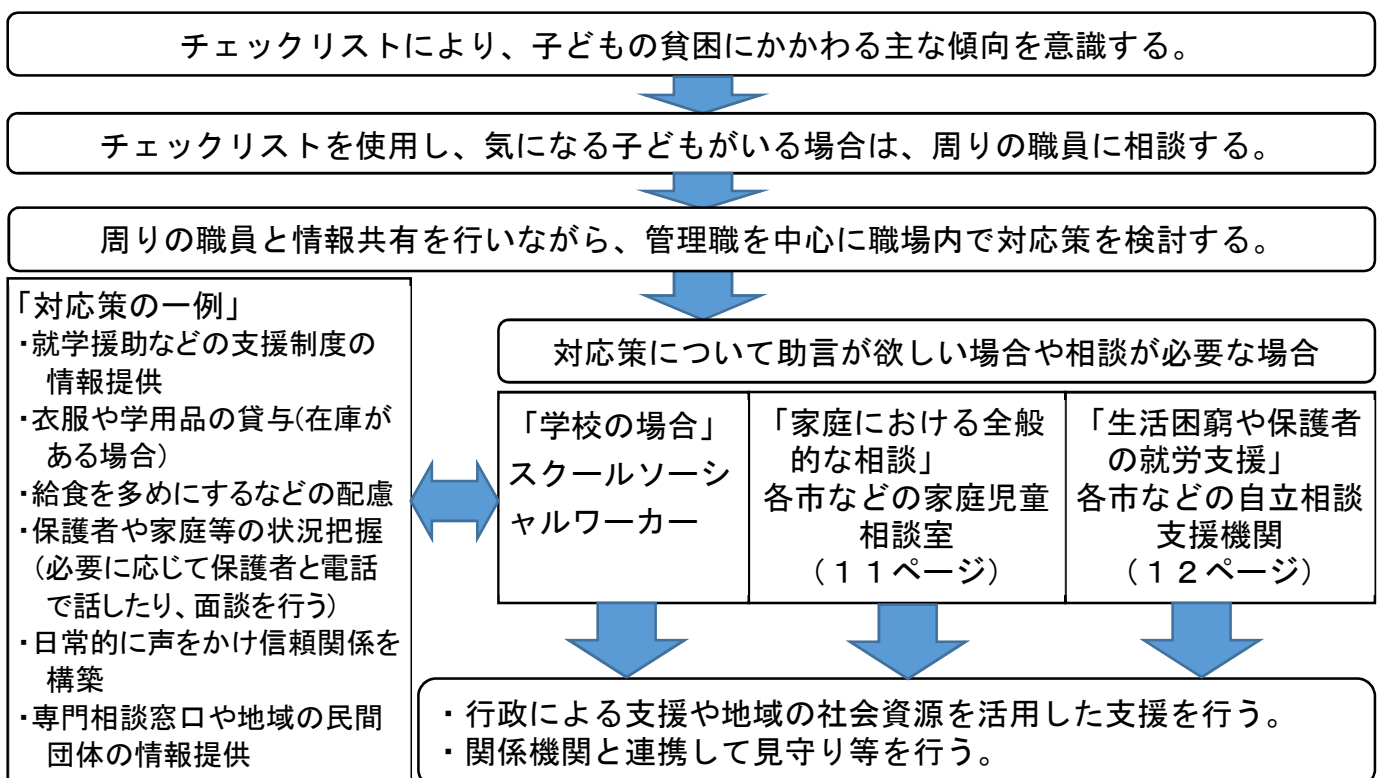 チェックリストにより、子どもの貧困にかかわる主な傾向を意識する。
チェックリストを使用し、気になる子どもがいる場合は、周りの職員に相談する。
周りの職員と情報共有を行いながら、管理職を中心に職場内で対応策を検討する。
「対応策の一例」
・就学援助などの支援制度の
情報提供
・衣服や学用品の貸与(在庫が
ある場合)
・給食を多めにするなどの配慮
・保護者や家庭等の状況把握
(必要に応じて保護者と電話
で話したり、面談を行う)
・日常的に声をかけ信頼関係を
構築
・専門相談窓口や地域の民間
団体の情報提供
対応策について助言が欲しい場合や相談が必要な場合
「学校の場合」
スクールソーシ
ャルワーカー
「家庭における全般
的な相談」
各市などの家庭児童
相談室
(11ページ)
「生活困窮や保護者
の就労支援」
各市などの自立相談
支援機関
(12ページ)
・行政による支援や地域の社会資源を活用した支援を行う。
・関係機関と連携して見守り等を行う。